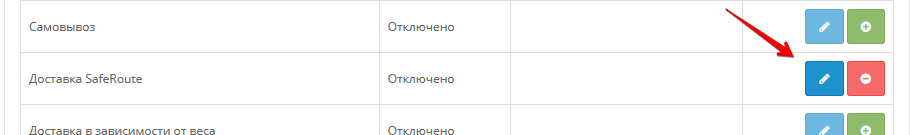 Самовывоз Отключено
Доставка SafeRoute Отключено
Доставка в зависимости от веса Отключено